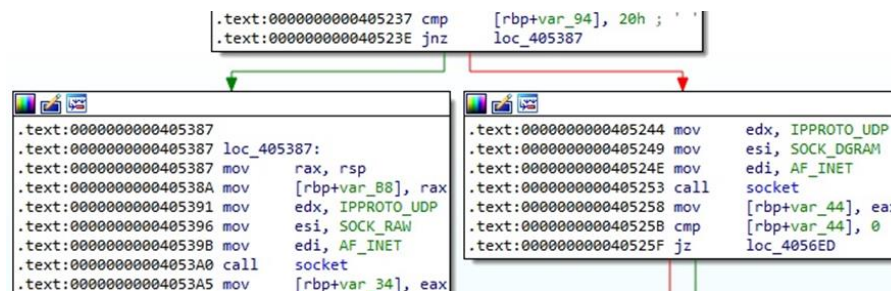 .text:0000000000405237 cmp [rbp+var_94], 20h ; ' '
.text:000000000040523E jnz loc_405387
.text:0000000000405387
.text:0000000000405387 loc_405387:
.text:0000000000405387 mov rax, rsp
.text:000000000040538A mov [rbp+var_B8], rax
.text:0000000000405391 mov edx, IPPROTO_UDP
.text:0000000000405396 mov esi, SOCK_RAW
.text:000000000040539B mov edi, AF_INET
.text:00000000004053A0 call socket
.text:00000000004053A5 mov [rbp+var_34], eax
.text:0000000000405244 mov edx, IPPROTO_UDP
.text:0000000000405249 mov esi, SOCK_DGRAM
.text:000000000040524E mov edi, AF_INET
.text:0000000000405253 call socket
.text:0000000000405258 mov [rbp+var_44], ea
.text:000000000040525B cmp [rbp+var_44], 0
.text:000000000040525F jz loc_4056ED